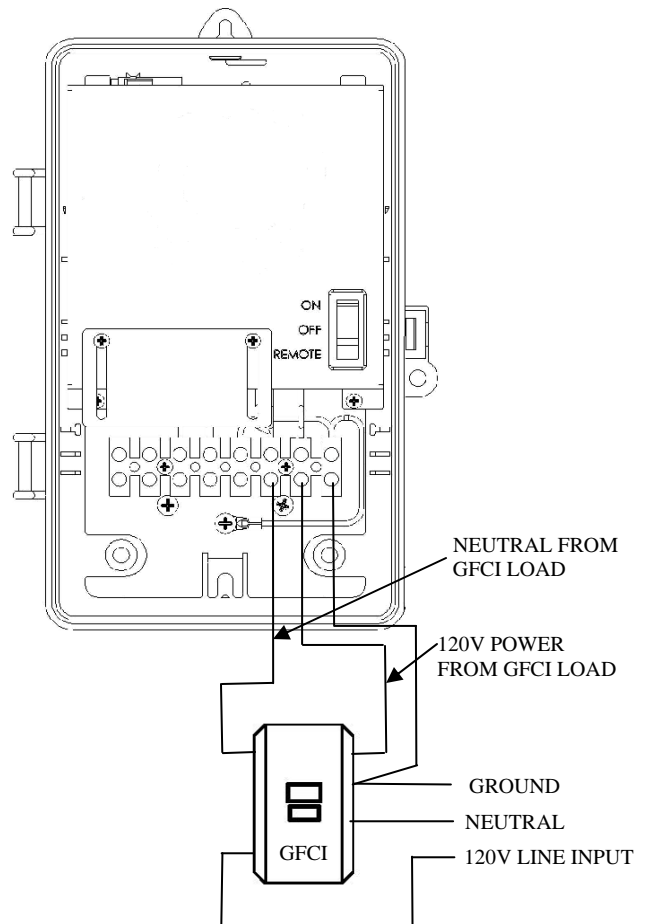 ON
OFF
REMOTE
NEUTRAL FROM
GFCI LOAD
120V POWER
FROM GFCI LOAD
GROUND
NEUTRAL
GFCI
120V LINE INPUT